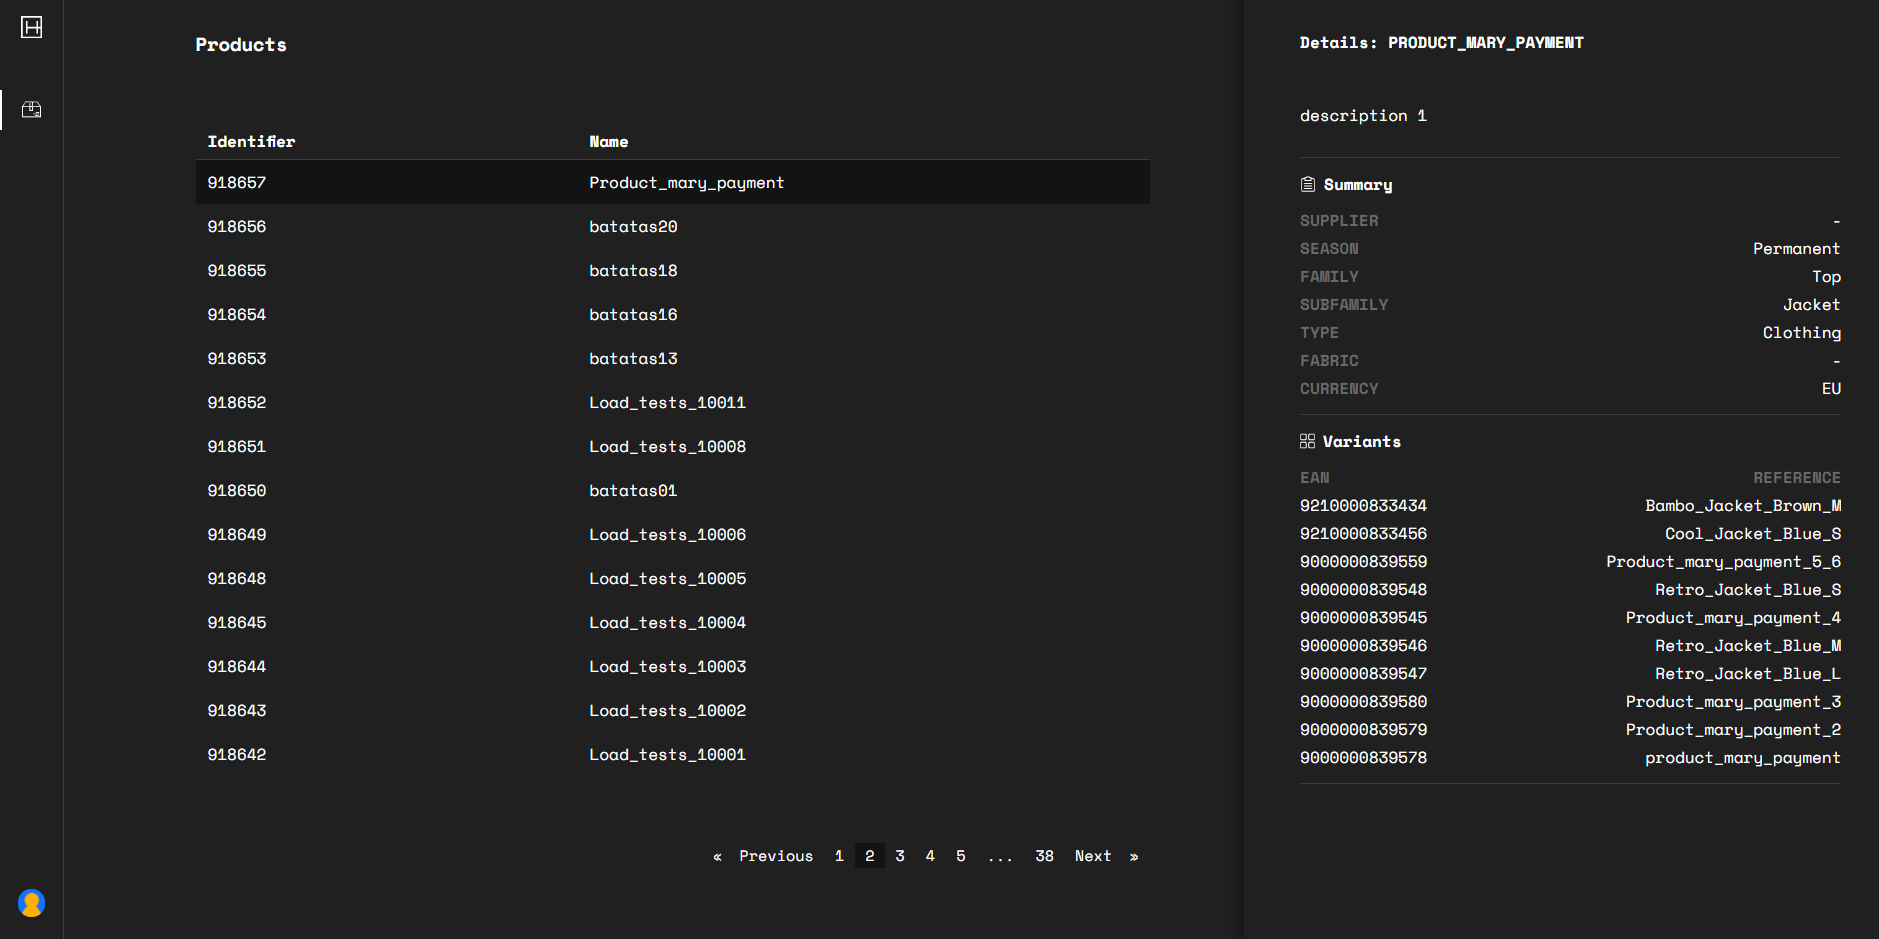 H
Products
Identifier Name
918657 Product_mary_payment
918656 batatas20
918655 batatas18
918654 batatas16
918653 batatas13
918652 Load_tests_10011
918651 Load_tests_10008
918650 batatas01
918649 Load_tests_10006
918648 Load_tests_10005
918645 Load_tests_10004
918644 Load_tests_10003
918643 Load_tests_10002
918642 Load_tests_10001
« Previous 1 2 3 4 5 ... 38 Next »
Details: PRODUCT_MARY_PAYMENT
description 1
Summary
SUPPLIER -
SEASON Permanent
FAMILY Top
SUBFAMILY Jacket
TYPE Clothing
FABRIC -
CURRENCY EU
Variants
EAN REFERENCE
9210000833434 Bambo_Jacket_Brown_M
9210000833456 Cool_Jacket_Blue_S
9000000839559 Product_mary_payment_5_6
9000000839548 Retro_Jacket_Blue_S
9000000839545 Product_mary_payment_4
9000000839546 Retro_Jacket_Blue_M
9000000839547 Retro_Jacket_Blue_L
9000000839580 Product_mary_payment_3
9000000839579 Product_mary_payment_2
9000000839578 product_mary_payment